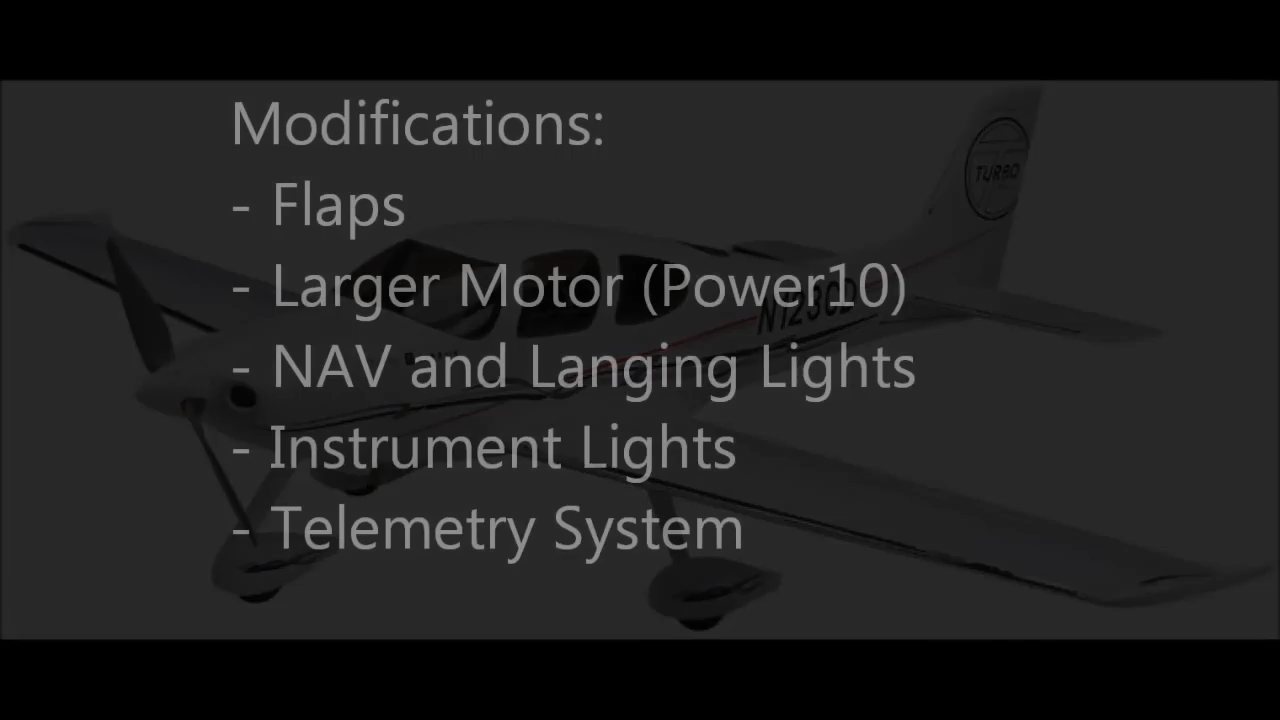 Modifications:
- Flaps
- Larger Motor (Power10)
- NAV and Langing Lights
- Instrument Lights
- Telemetry System
TURBO